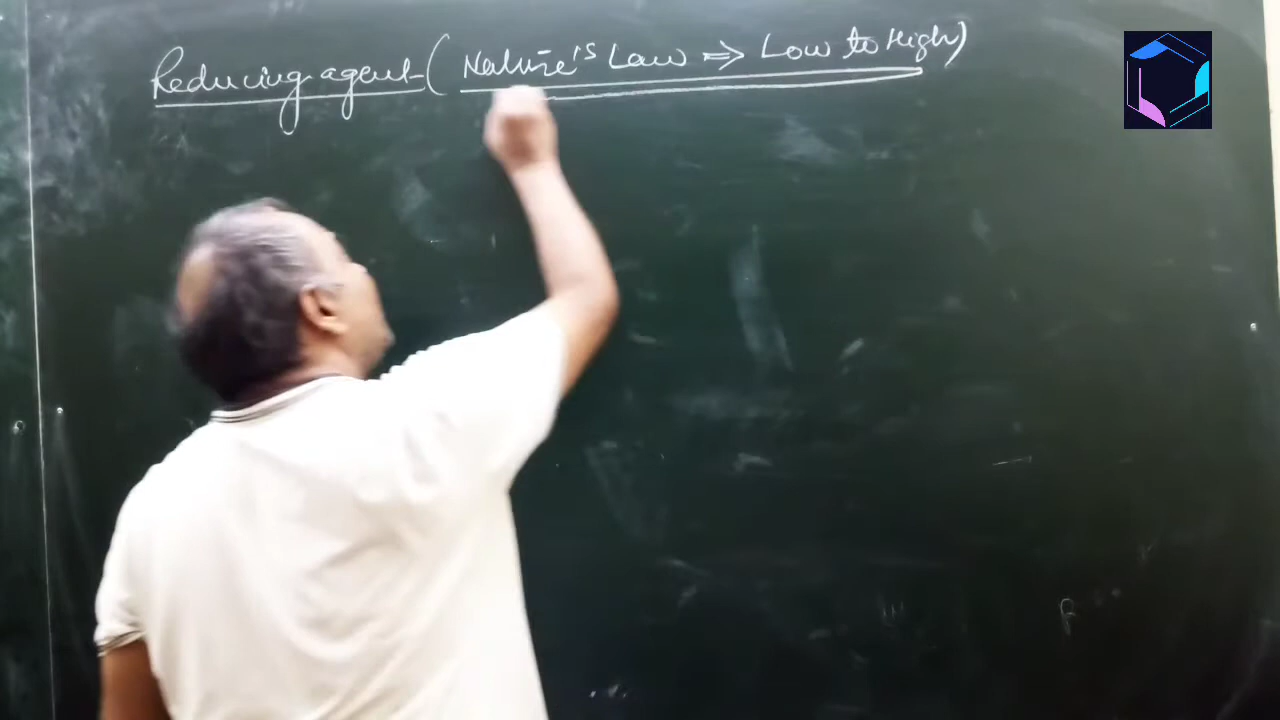 Reducing agent (Nature's Law ⇒ Low to High)